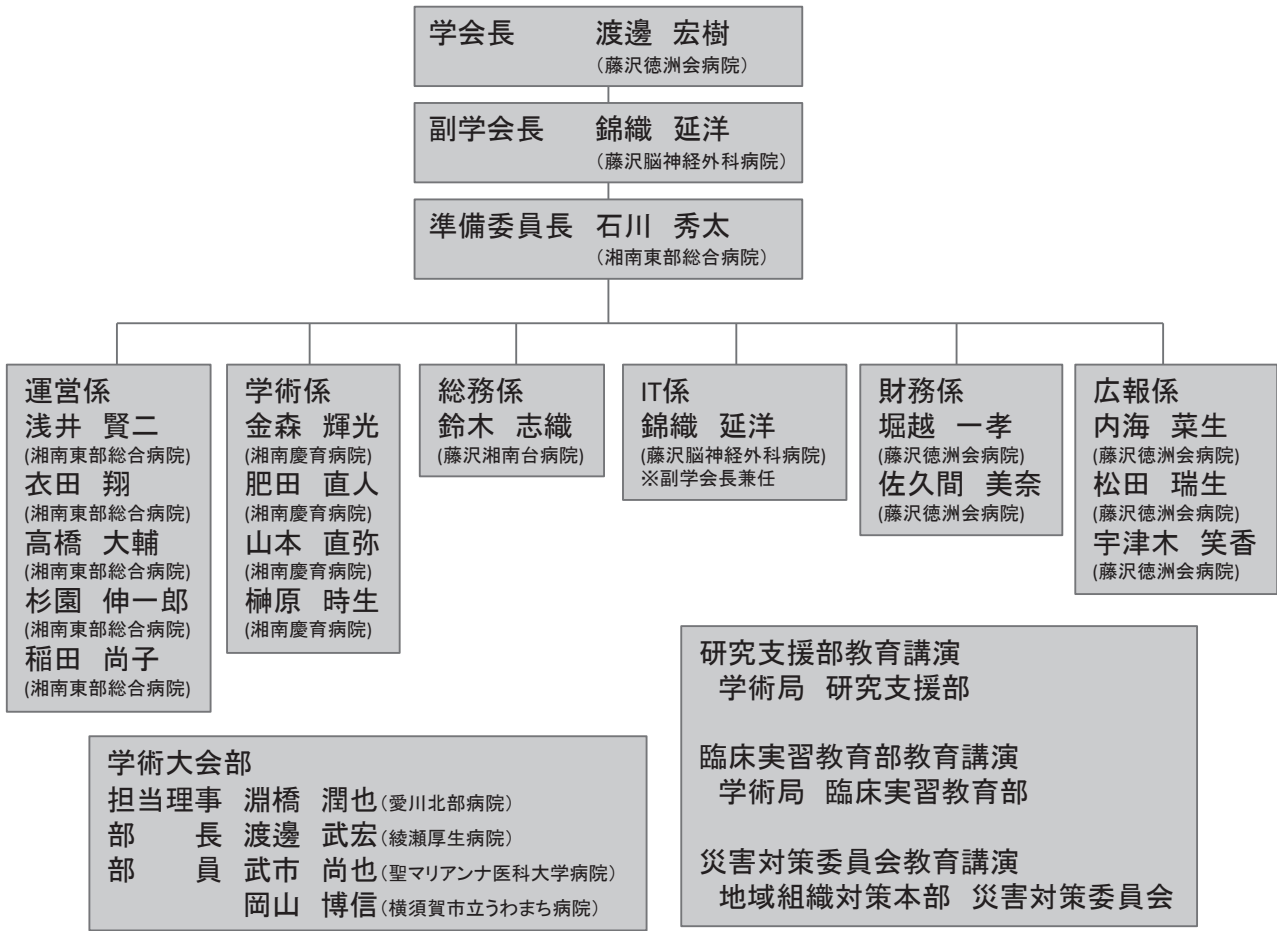 学会長 渡邊 宏樹
（藤沢徳洲会病院）
副学会長 錦織 延洋
（藤沢脳神経外科病院）
準備委員長 石川 秀太
（湘南東部総合病院）
運営係
浅井 賢二
(湘南東部総合病院)
衣田 翔
(湘南東部総合病院)
高橋 大輔
(湘南東部総合病院)
杉園 伸一郎
(湘南東部総合病院)
稲田 尚子
(湘南東部総合病院)
学術係
金森 輝光
(湘南慶育病院)
肥田 直人
(湘南慶育病院)
山本 直弥
(湘南慶育病院)
榊原 時生
(湘南慶育病院)
総務係
鈴木 志織
(藤沢湘南台病院)
IT係
錦織 延洋
(藤沢脳神経外科病院)
※副学会長兼任
財務係
堀越 一孝
(藤沢徳洲会病院)
佐久間 美奈
(藤沢徳洲会病院)
広報係
内海 菜生
(藤沢徳洲会病院)
松田 瑞生
(藤沢徳洲会病院)
宇津木 笑香
(藤沢徳洲会病院)
学術大会部
担当理事 淵橋 潤也（愛川北部病院）
部 長 渡邊 武宏（綾瀬厚生病院）
部 員 武市 尚也（聖マリアンナ医科大学病院）
岡山 博信（横須賀市立うわまち病院）
研究支援部教育講演
学術局 研究支援部
臨床実習教育部教育講演
学術局 臨床実習教育部
災害対策委員会教育講演
地域組織対策本部 災害対策委員会